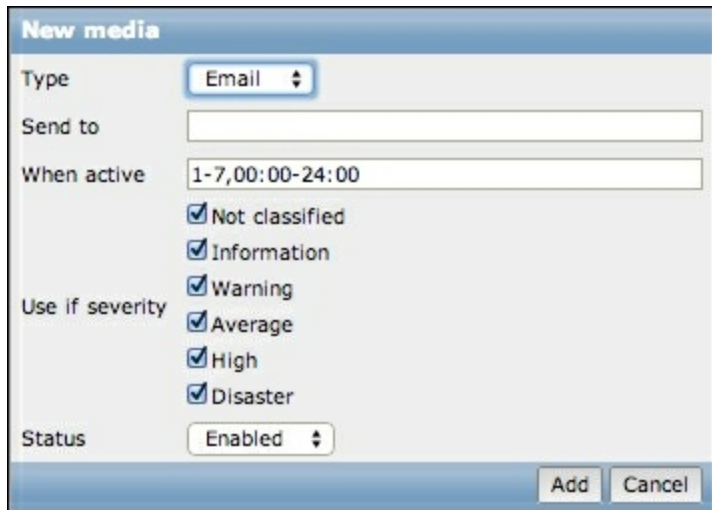 New media
Type Email
Send to
When active 1-7,00:00-24:00
Not classified
Information
Warning
Use if severity
Average
High
Disaster
Status Enabled
Add Cancel